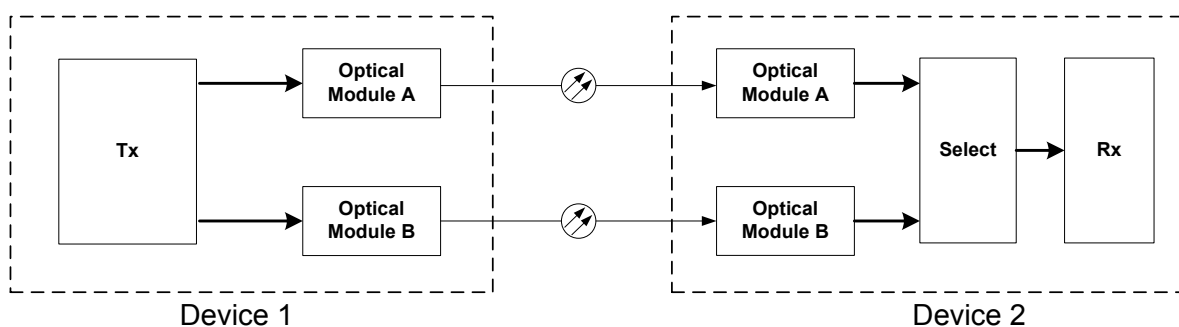 Tx
Optical
Module A
Optical
Module B
Optical
Module A
Optical
Module B
Select
Rx
Device 1
Device 2